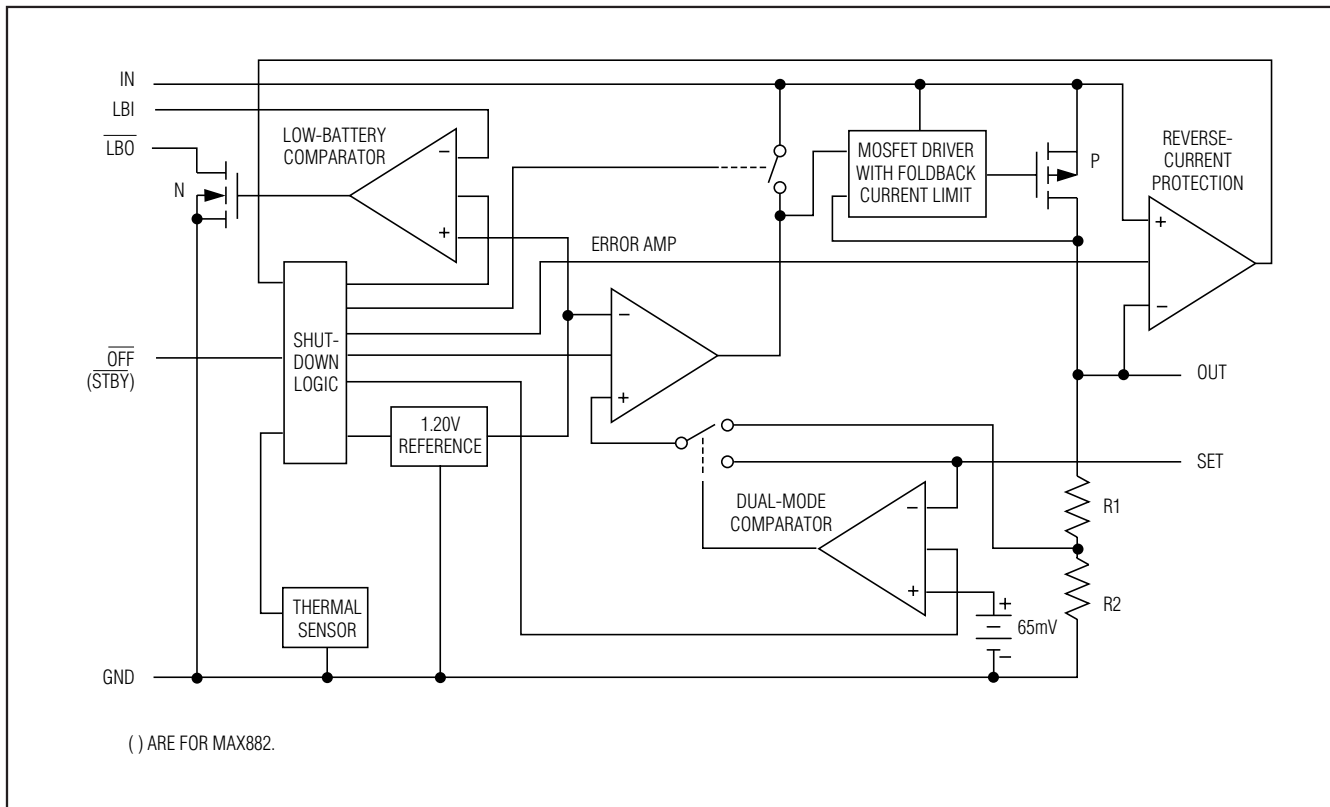 IN
LBI
LBO
LOW-BATTERY
COMPARATOR
N
−
+
MOSFET DRIVER
WITH FOLDBACK
CURRENT LIMIT
P
REVERSE-
CURRENT
PROTECTION
+
−
ERROR AMP
−
+
SHUT-
DOWN
LOGIC
OFF
(STBY)
1.20V
REFERENCE
OUT
SET
DUAL-MODE
COMPARATOR
−
+
R1
R2
+
−
65mV
THERMAL
SENSOR
GND
( ) ARE FOR MAX882.